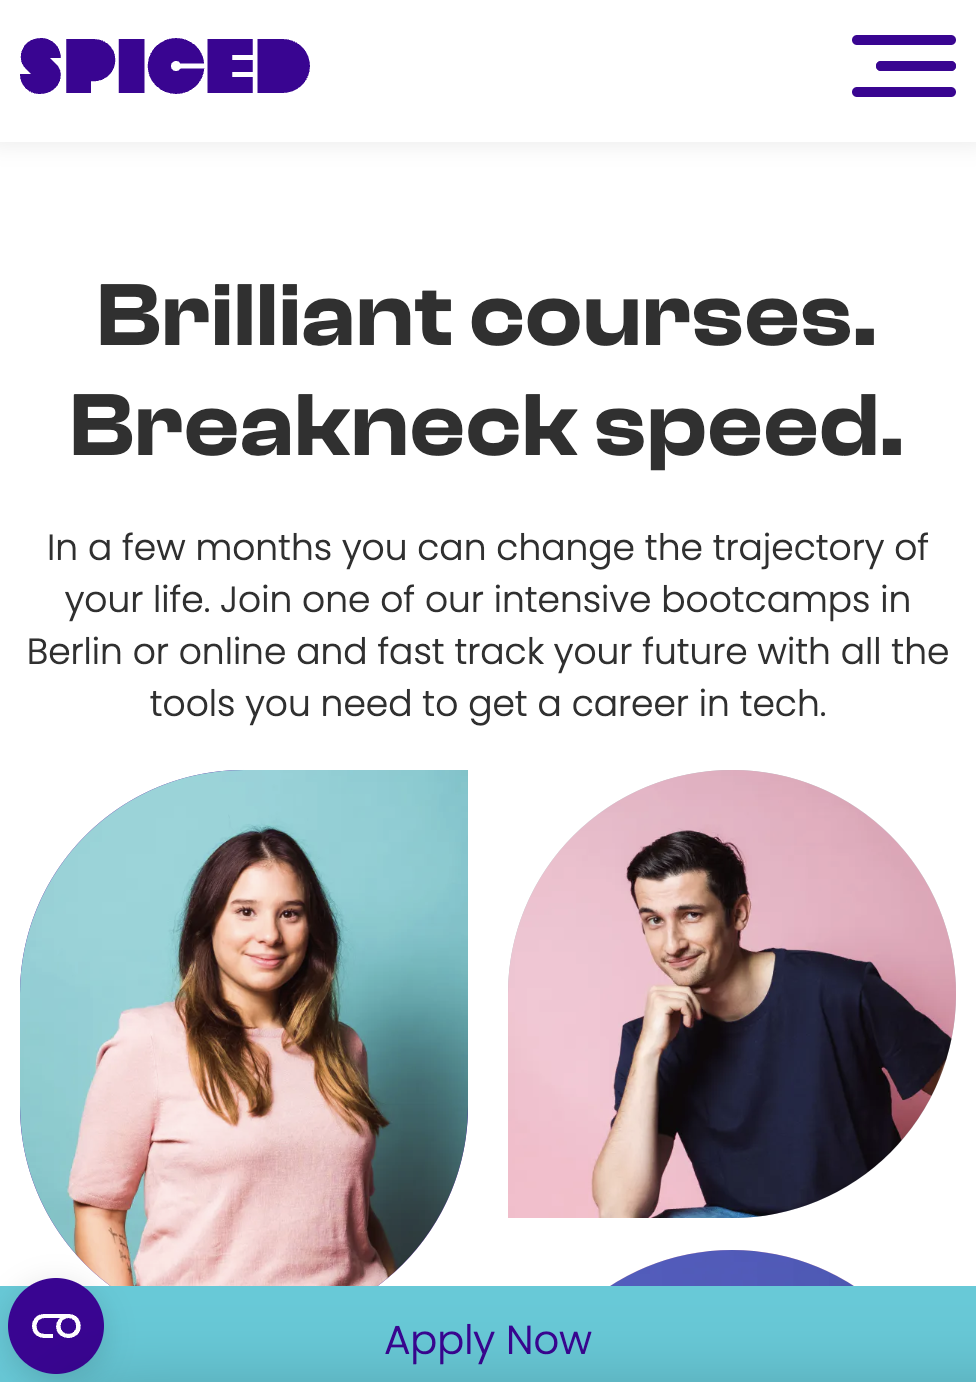 SPICED
Brilliant courses.
Breakneck speed.
In a few months you can change the trajectory of
your life. Join one of our intensive bootcamps in
Berlin or online and fast track your future with all the
tools you need to get a career in tech.
Apply Now